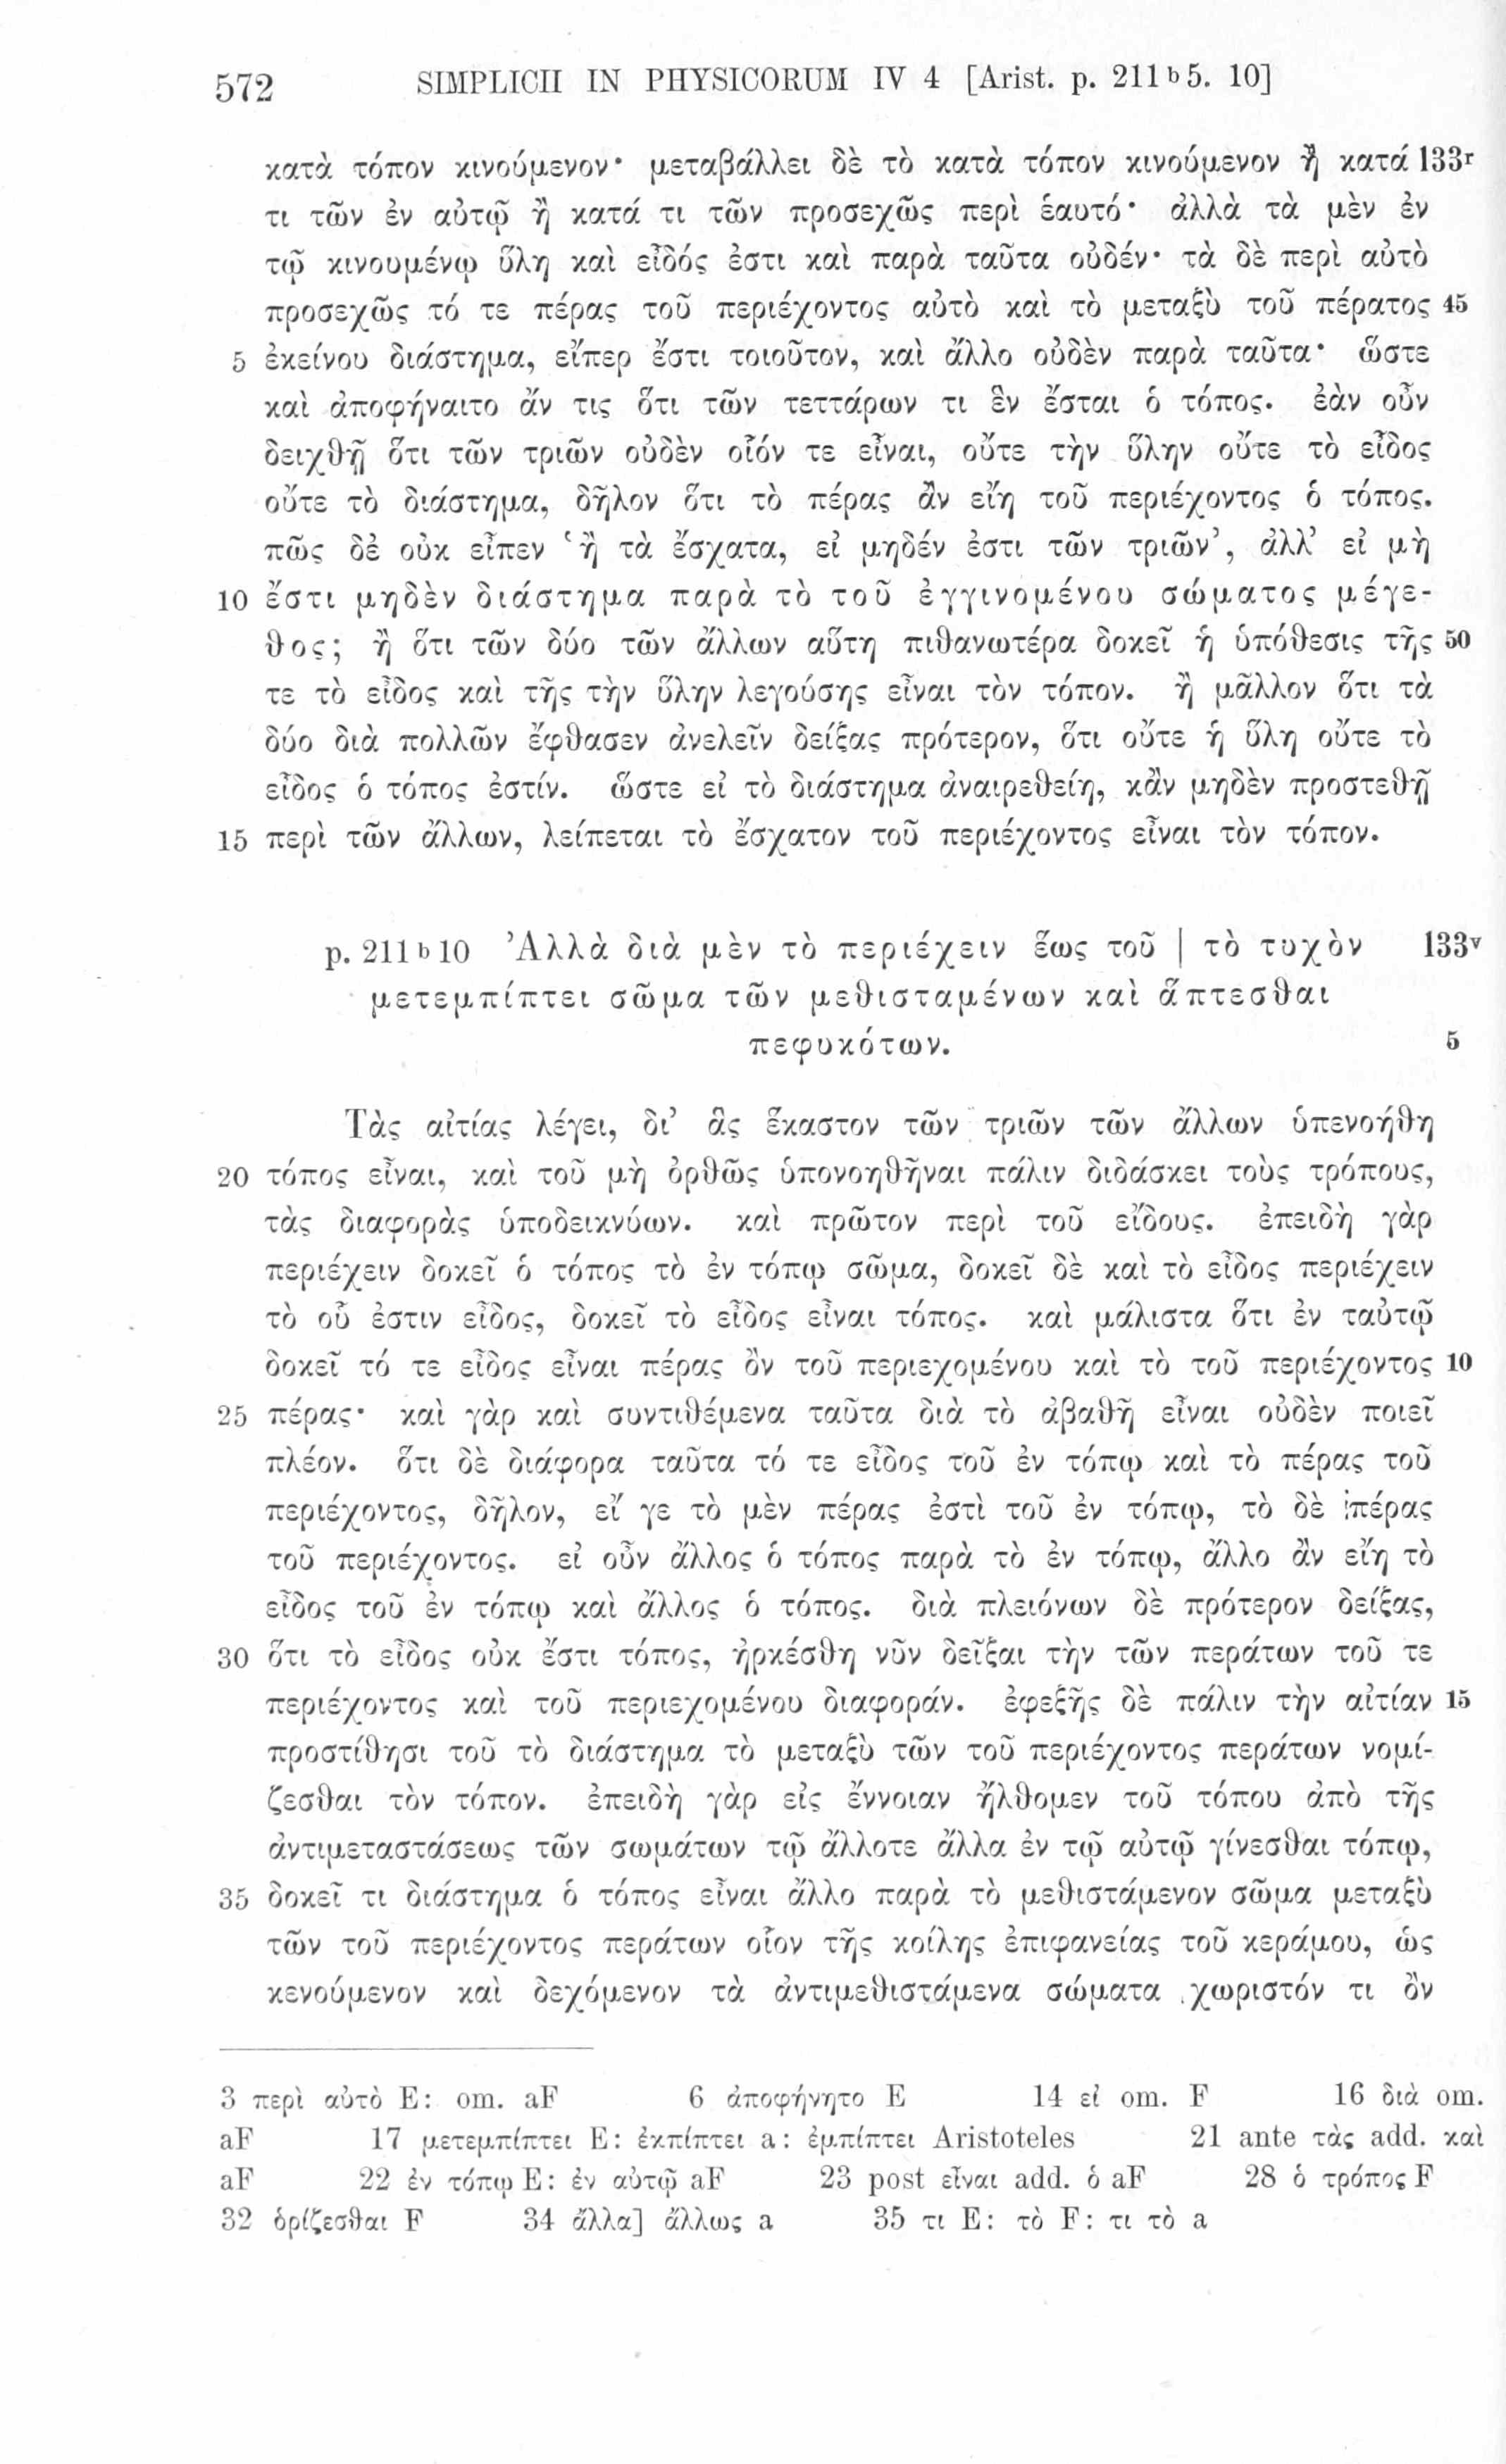 572 SIMPLICII IN PHYSICORUM IV 4 [Arist. p. 211 b 5. 10]
κατὰ τόπον κινούμενον· μεταβάλλει δὲ τὸ κατὰ τόπον κινούμενον ἢ κατά 133r
τι τῶν ἐν αὐτῷ ἢ κατά τι τῶν προσεχῶς περὶ ἑαυτό· ἀλλὰ τὰ μὲν ἐν
τῷ κινουμένῳ ὕλη καὶ εἶδός ἐστι καὶ παρὰ ταῦτα οὐδέν· τὰ δὲ περὶ αὐτὸ
προσεχῶς τό τε πέρας τοῦ περιέχοντος αὐτὸ καὶ τὸ μεταξὺ τοῦ πέρατος 45
5 ἐκείνου διάστημα, εἴπερ ἔστι τοιοῦτον, καὶ ἄλλο οὐδὲν παρὰ ταῦτα· ὥστε
καὶ ἀποφήναιτο ἄν τις ὅτι τῶν τεττάρων τι ἓν ἔσται ὁ τόπος. ἐὰν οὖν
δειχθῇ ὅτι τῶν τριῶν οὐδὲν οἷόν τε εἶναι, οὔτε τὴν ὕλην οὔτε τὸ εἶδος
οὔτε τὸ διάστημα, δῆλον ὅτι τὸ πέρας ἂν εἴη τοῦ περιέχοντος ὁ τόπος.
πῶς δὲ οὐκ εἶπεν ‘ἢ τὰ ἔσχατα, εἰ μηδέν ἐστι τῶν τριῶν’, ἀλλ’ εἰ μὴ
10 ἔστι μηδὲν διάστημα παρὰ τὸ τοῦ ἐγγινομένου σώματος μέγε-
θος; ἢ ὅτι τῶν δύο τῶν ἄλλων αὕτη πιθανωτέρα δοκεῖ ἡ ὑπόθεσις τῆς 50
τε τὸ εἶδος καὶ τῆς τὴν ὕλην λεγούσης εἶναι τὸν τόπον. ἢ μᾶλλον ὅτι τὰ
δύο διὰ πολλῶν ἔφθασεν ἀνελεῖν δείξας πρότερον, ὅτι οὔτε ἡ ὕλη οὔτε τὸ
εἶδος ὁ τόπος ἐστίν. ὥστε εἰ τὸ διάστημα ἀναιρεθείη, κἂν μηδὲν προστεθῇ
15 περὶ τῶν ἄλλων, λείπεται τὸ ἔσχατον τοῦ περιέχοντος εἶναι τὸν τόπον.
p. 211 b 10 Ἀλλὰ διὰ μὲν τὸ περιέχειν ἕως τοῦ | τὸ τυχὸν 133v
μετεμπίπτει σῶμα τῶν μεθισταμένων καὶ ἅπτεσθαι
πεφυκότων. 5
Τὰς αἰτίας λέγει, δι’ ἃς ἕκαστον τῶν τριῶν τῶν ἄλλων ὑπενοήθη
20 τόπος εἶναι, καὶ τοῦ μὴ ὀρθῶς ὑπονοηθῆναι πάλιν διδάσκει τοὺς τρόπους,
τὰς διαφορὰς ὑποδεικνύων. καὶ πρῶτον περὶ τοῦ εἴδους. ἐπειδὴ γὰρ
περιέχειν δοκεῖ ὁ τόπος τὸ ἐν τόπῳ σῶμα, δοκεῖ δὲ καὶ τὸ εἶδος περιέχειν
τὸ οὗ ἐστιν εἶδος, δοκεῖ τὸ εἶδος εἶναι τόπος. καὶ μάλιστα ὅτι ἐν ταὐτῷ
δοκεῖ τό τε εἶδος εἶναι πέρας ὂν τοῦ περιεχομένου καὶ τὸ τοῦ περιέχοντος 10
25 πέρας· καὶ γὰρ καὶ συντιθέμενα ταῦτα διὰ τὸ ἀβαθῆ εἶναι οὐδὲν ποιεῖ
πλέον. ὅτι δὲ διάφορα ταῦτα τό τε εἶδος τοῦ ἐν τόπῳ καὶ τὸ πέρας τοῦ
περιέχοντος, δῆλον, εἴ γε τὸ μὲν πέρας ἐστὶ τοῦ ἐν τόπῳ, τὸ δὲ πέρας
τοῦ περιέχοντος. εἰ οὖν ἄλλος ὁ τόπος παρὰ τὸ ἐν τόπῳ, ἄλλο ἂν εἴη τὸ
εἶδος τοῦ ἐν τόπῳ καὶ ἄλλος ὁ τόπος. διὰ πλειόνων δὲ πρότερον δείξας,
30 ὅτι τὸ εἶδος οὐκ ἔστι τόπος, ἠρκέσθη νῦν δεῖξαι τὴν τῶν περάτων τοῦ τε
περιέχοντος καὶ τοῦ περιεχομένου διαφοράν. ἐφεξῆς δὲ πάλιν τὴν αἰτίαν 15
προστίθησι τοῦ τὸ διάστημα τὸ μεταξὺ τῶν τοῦ περιέχοντος περάτων νομί-
ζεσθαι τὸν τόπον. ἐπειδὴ γὰρ εἰς ἔννοιαν ἤλθομεν τοῦ τόπου ἀπὸ τῆς
ἀντιμεταστάσεως τῶν σωμάτων τῷ ἄλλοτε ἄλλα ἐν τῷ αὐτῷ γίνεσθαι τόπῳ,
35 δοκεῖ τι διάστημα ὁ τόπος εἶναι ἄλλο παρὰ τὸ μεθιστάμενον σῶμα μεταξὺ
τῶν τοῦ περιέχοντος περάτων οἷον τῆς κοίλης ἐπιφανείας τοῦ κεράμου, ὡς
κενούμενον καὶ δεχόμενον τὰ ἀντιμεθιστάμενα σώματα χωριστόν τι ὂν
3 περὶ αὐτὸ E: om. aF 6 ἀποφήνητο E 14 εἰ om. F 16 διὰ om.
aF 17 μετεμπίπτει E: ἐκπίπτει a: ἐμπίπτει Aristoteles 21 ante τὰς add. καὶ
aF 22 ἐν τόπῳ E: ἐν αὐτῷ aF 23 post εἶναι add. ὁ aF 28 ὁ τρόπος F
32 ὁρίζεσθαι F 34 ἄλλα] ἄλλως a 35 τι E: τὸ F: τι τὸ a